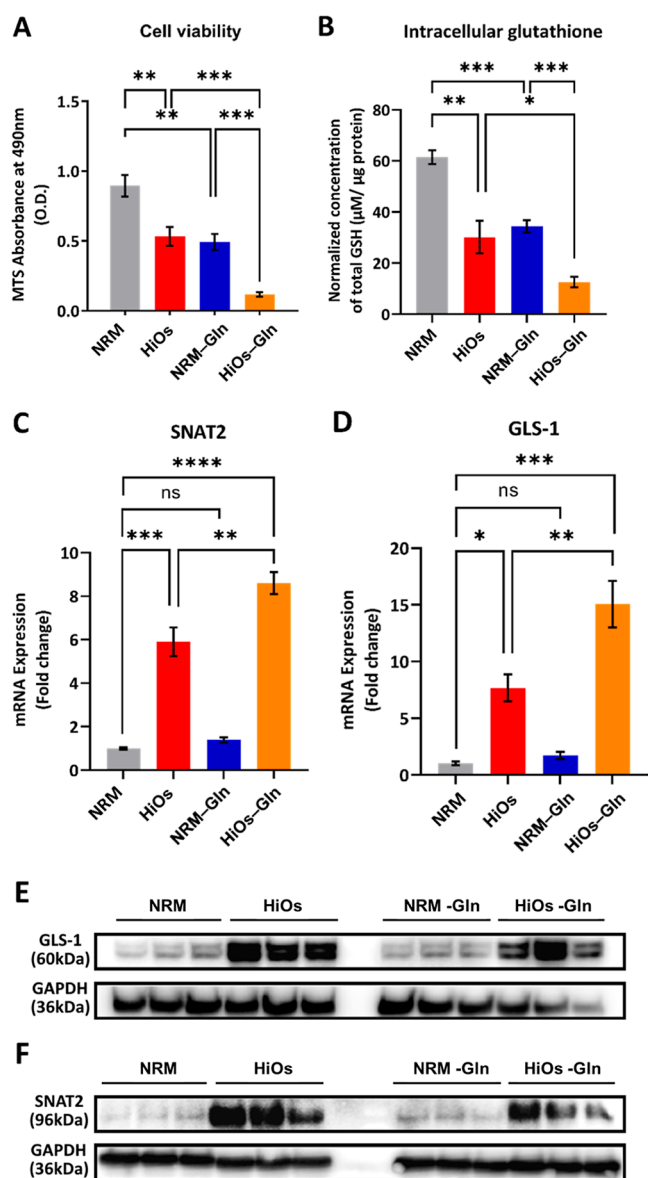 A
Cell viability
** ***
** ***
MTS Absorbance at 490nm
(O.D.)
1.5
1.0
0.5
0.0
NRM
HiOs
NRM–Gln
HiOs–Gln
B
Intracellular glutathione
*** ***
** *
Normalized concentration
of total GSH (µM/ µg protein)
80
60
40
20
0
NRM
HiOs
NRM–Gln
HiOs–Gln
C
SNAT2
****
ns
*** **
mRNA Expression
(Fold change)
10
8
6
4
2
0
NRM
HiOs
NRM–Gln
HiOs–Gln
D
GLS-1
***
ns
* **
mRNA Expression
(Fold change)
20
15
10
5
0
NRM
HiOs
NRM–Gln
HiOs–Gln
E
NRM HiOs NRM -Gln HiOs -Gln
GLS-1
(60kDa)
GAPDH
(36kDa)
F
NRM HiOs NRM -Gln HiOs -Gln
SNAT2
(96kDa)
GAPDH
(36kDa)